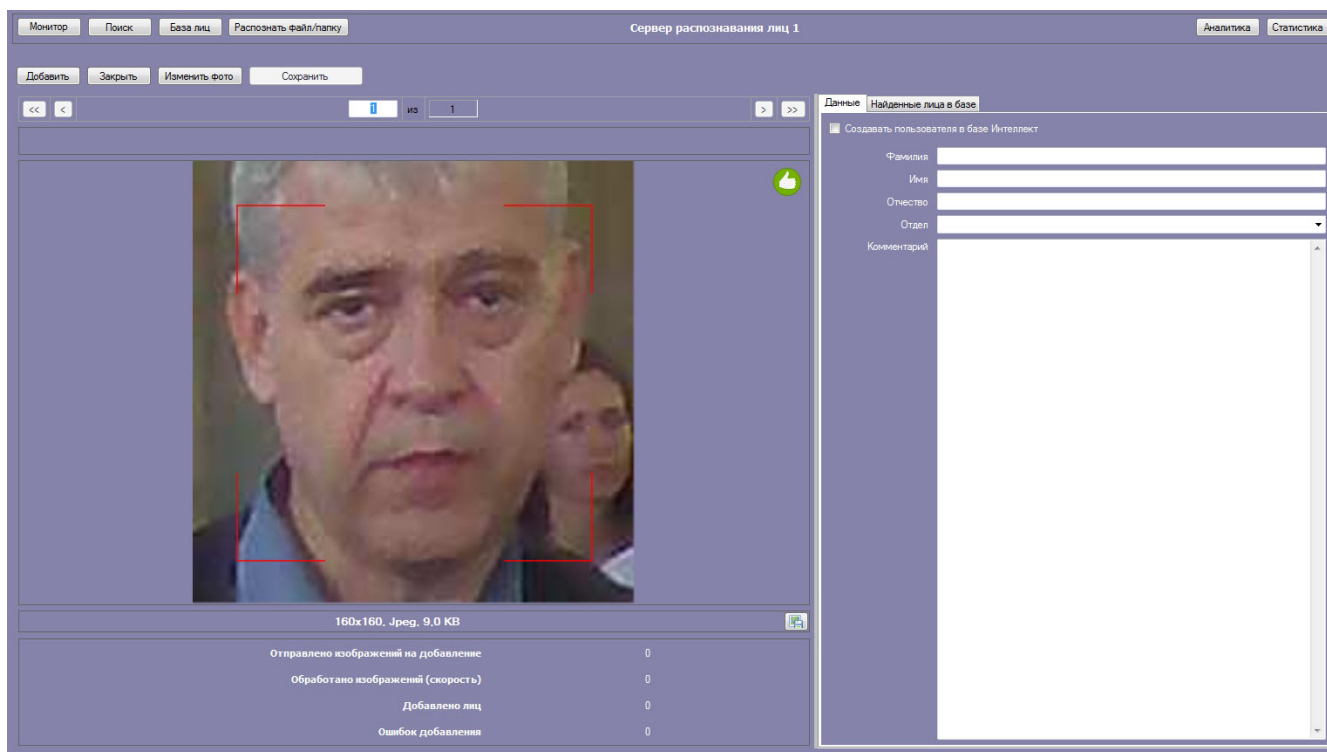 Монитор Поиск База лиц Распознать файл/папку Сервер распознавания лиц 1 Аналитика Статистика
Добавить Закрыть Изменить фото Сохранить
<< < 1 из 1 > >>
Данные Найденные лица в базе
Создавать пользователя в базе Интеллект
Фамилия
Имя
Отчество
Отдел
Комментарий
160x160, Jpeg, 9,0 KB
Отправлено изображений на добавление 0
Обработано изображений (скорость) 0
Добавлено лиц 0
Ошибок добавления 0